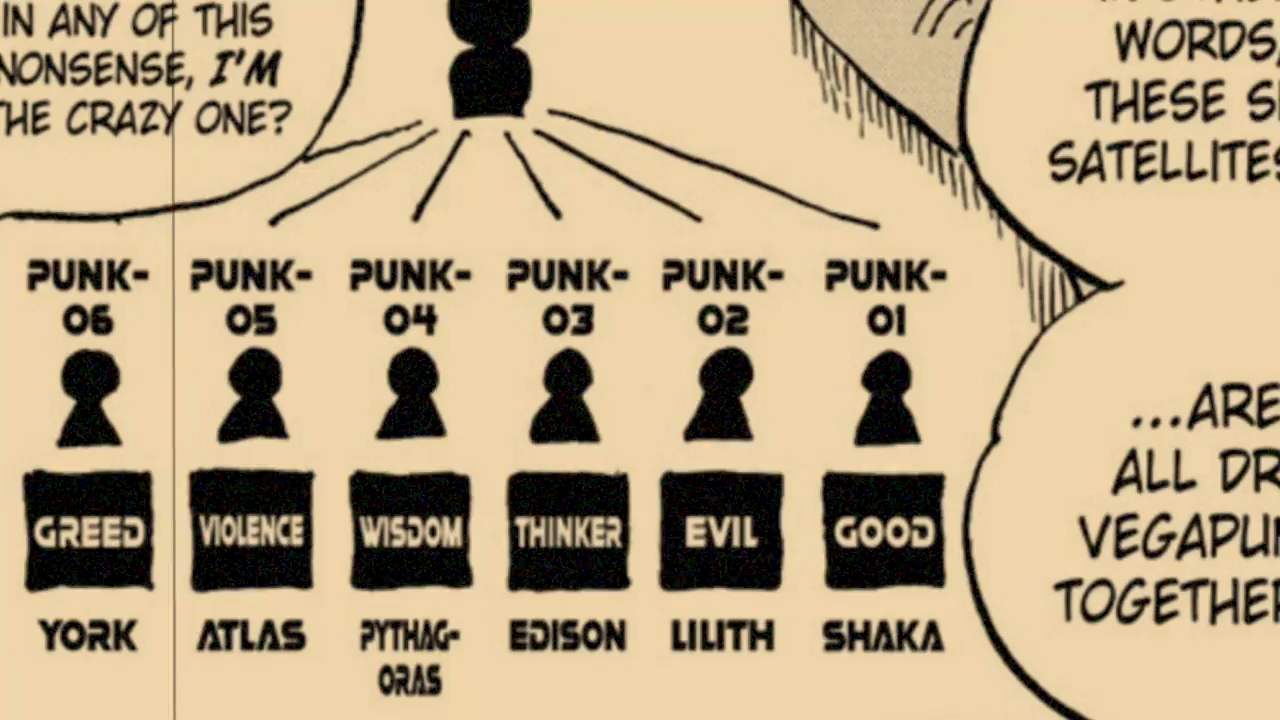 IN ANY OF THIS
NONSENSE, I'M
THE CRAZY ONE?
WORDS,
THESE
SATELLITES
PUNK-
06
GREED
YORK
PUNK-
05
VIOLENCE
ATLAS
PUNK-
04
WISDOM
PYTHAG-
ORAS
PUNK-
03
THINKER
EDISON
PUNK-
02
EVIL
LILITH
PUNK-
01
GOOD
SHAKA
...ARE
ALL
VEGAPUN
TOGETHER